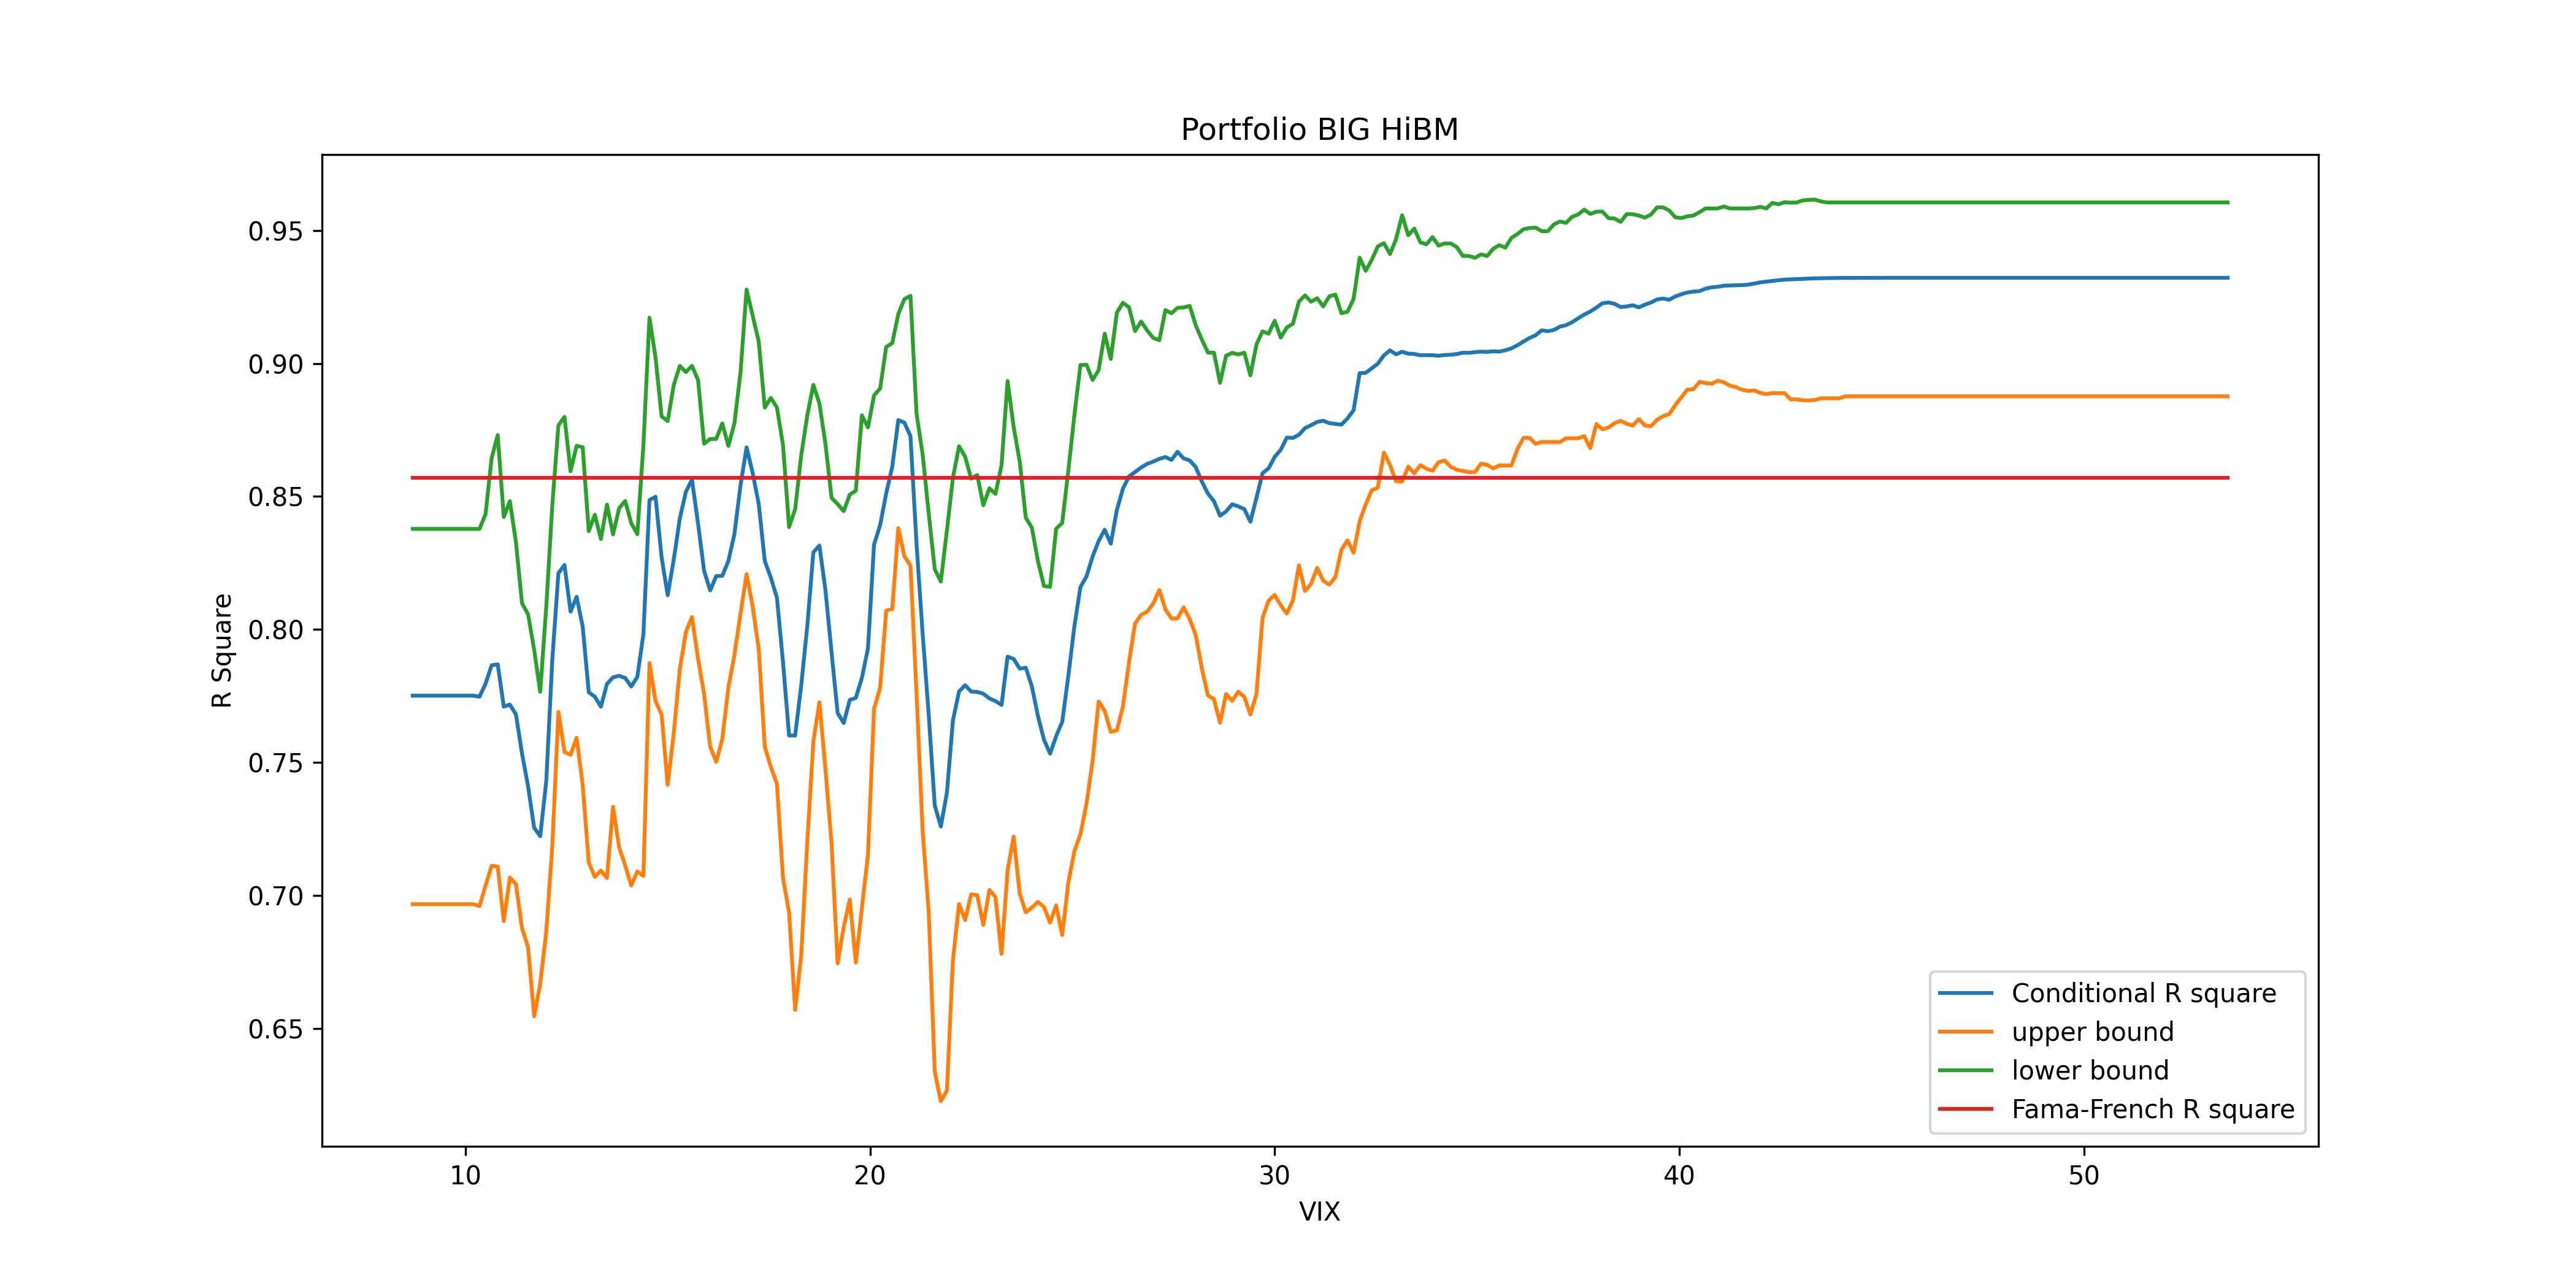 Portfolio BIG HiBM
R Square
0.95
0.90
0.85
0.80
0.75
0.70
0.65
10 20 30 40 50
VIX
Conditional R square
upper bound
lower bound
Fama-French R square